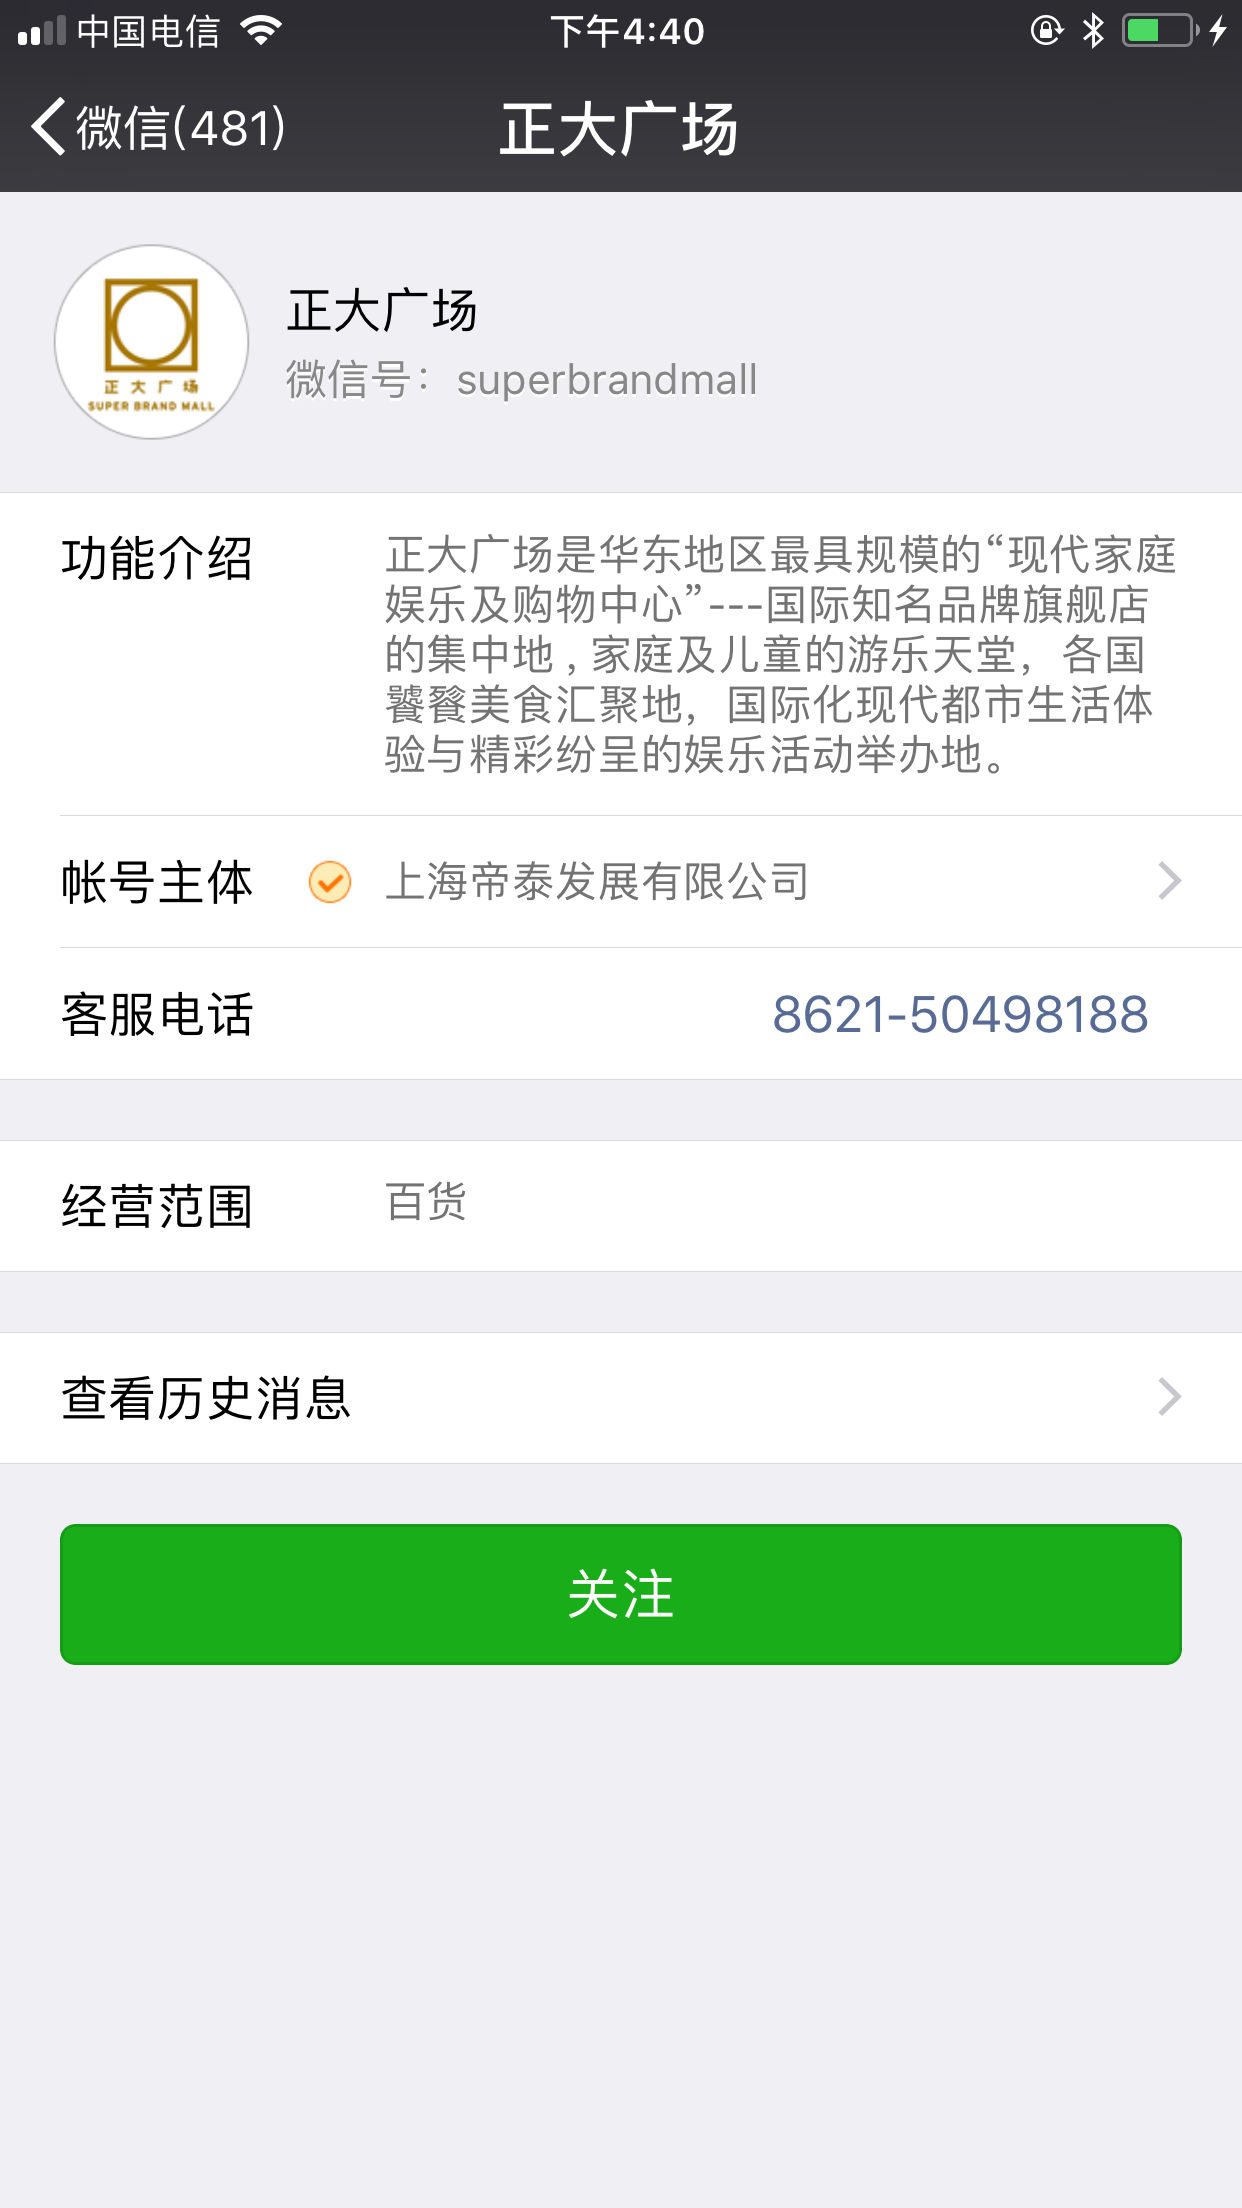 中国电信
下午4:40
微信(481)
正大广场
正大广场
SUPER BRAND MALL
正大广场
微信号：superbrandmall
功能介绍
正大广场是华东地区最具规模的“现代家庭
娱乐及购物中心”---国际知名品牌旗舰店
的集中地 , 家庭及儿童的游乐天堂，各国
饕餮美食汇聚地，国际化现代都市生活体
验与精彩纷呈的娱乐活动举办地。
帐号主体
上海帝泰发展有限公司
客服电话
8621-50498188
经营范围
百货
查看历史消息
关注